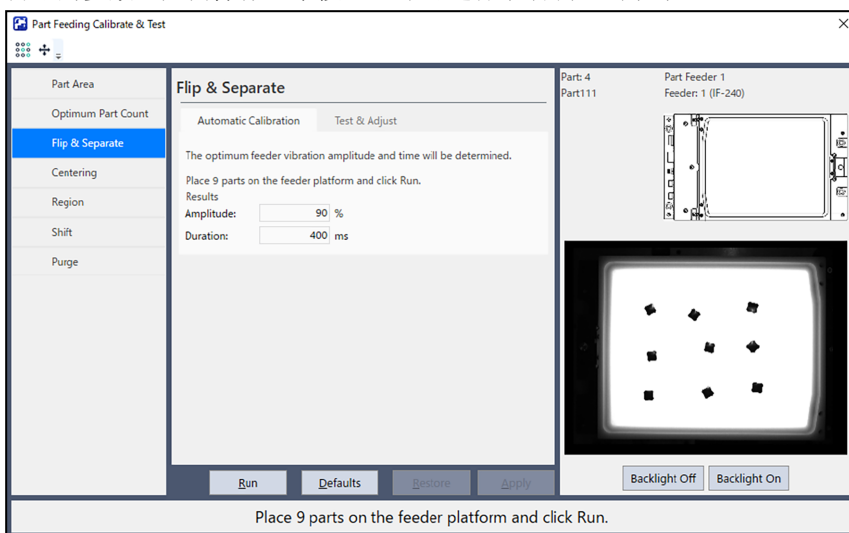 Part Feeding Calibrate & Test
Part Area
Optimum Part Count
Flip & Separate
Centering
Region
Shift
Purge
Flip & Separate
Automatic Calibration
Test & Adjust
The optimum feeder vibration amplitude and time will be determined.
Place 9 parts on the feeder platform and click Run.
Results
Amplitude: 90 %
Duration: 400 ms
Run
Defaults
Restore
Apply
Part: 4
Part111
Part Feeder 1
Feeder: 1 (IF-240)
Backlight Off
Backlight On
Place 9 parts on the feeder platform and click Run.